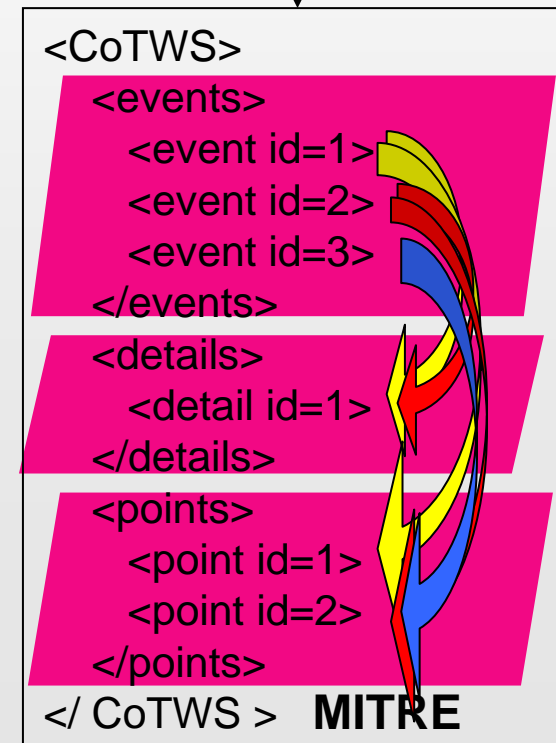 <CoTWS>
<events>
<event id=1>
<event id=2>
<event id=3>
</events>
<details>
<detail id=1>
</details>
<points>
<point id=1>
<point id=2>
</points>
</ CoTWS > MITRE